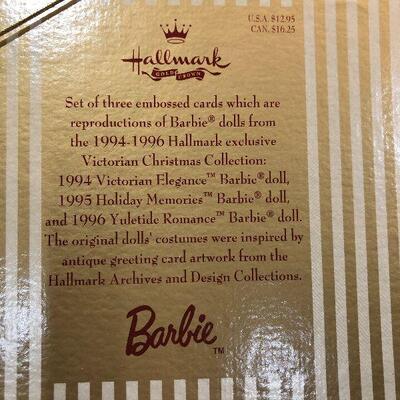 U.S.A. $12.95
CAN. $16.25
Hallmark
GOLD CROWN
Set of three embossed cards which are
reproductions of Barbie® dolls from
the 1994-1996 Hallmark exclusive
Victorian Christmas Collection:
1994 Victorian Elegance™ Barbie®doll,
1995 Holiday Memories™ Barbie®doll,
and 1996 Yuletide Romance™ Barbie® doll.
The original dolls' costumes were inspired by
antique greeting card artwork from the
Hallmark Archives and Design Collections.
Barbie™